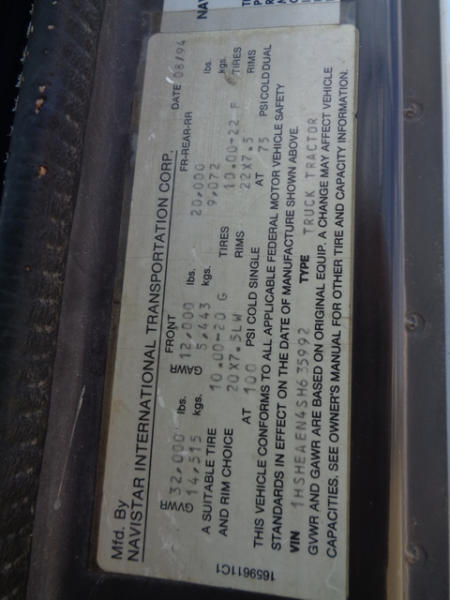 Mfd. By
NAVISTAR INTERNATIONAL TRANSPORTATION CORP. DATE 08/94
FRONT FR-REAR-RR
GVWR 32,000 lbs. GAWR 12,000 lbs. 20,000 lbs.
14,515 kgs. 5,443 kgs. 9,072 kgs.
A SUITABLE TIRE 10.00-20 G TIRES 10.00-22 F TIRES
AND RIM CHOICE 20X7.5LW RIMS 22X7.5 RIMS
AT 100 PSI COLD SINGLE AT 75 PSI COLD DUAL
THIS VEHICLE CONFORMS TO ALL APPLICABLE FEDERAL MOTOR VEHICLE SAFETY
STANDARDS IN EFFECT ON THE DATE OF MANUFACTURE SHOWN ABOVE.
VIN 1HSHEAEN4SH635992 TYPE TRUCK TRACTOR
GVWR AND GAWR ARE BASED ON ORIGINAL EQUIP. A CHANGE MAY AFFECT VEHICLE
CAPACITIES. SEE OWNER'S MANUAL FOR OTHER TIRE AND CAPACITY INFORMATION.
1659611C1